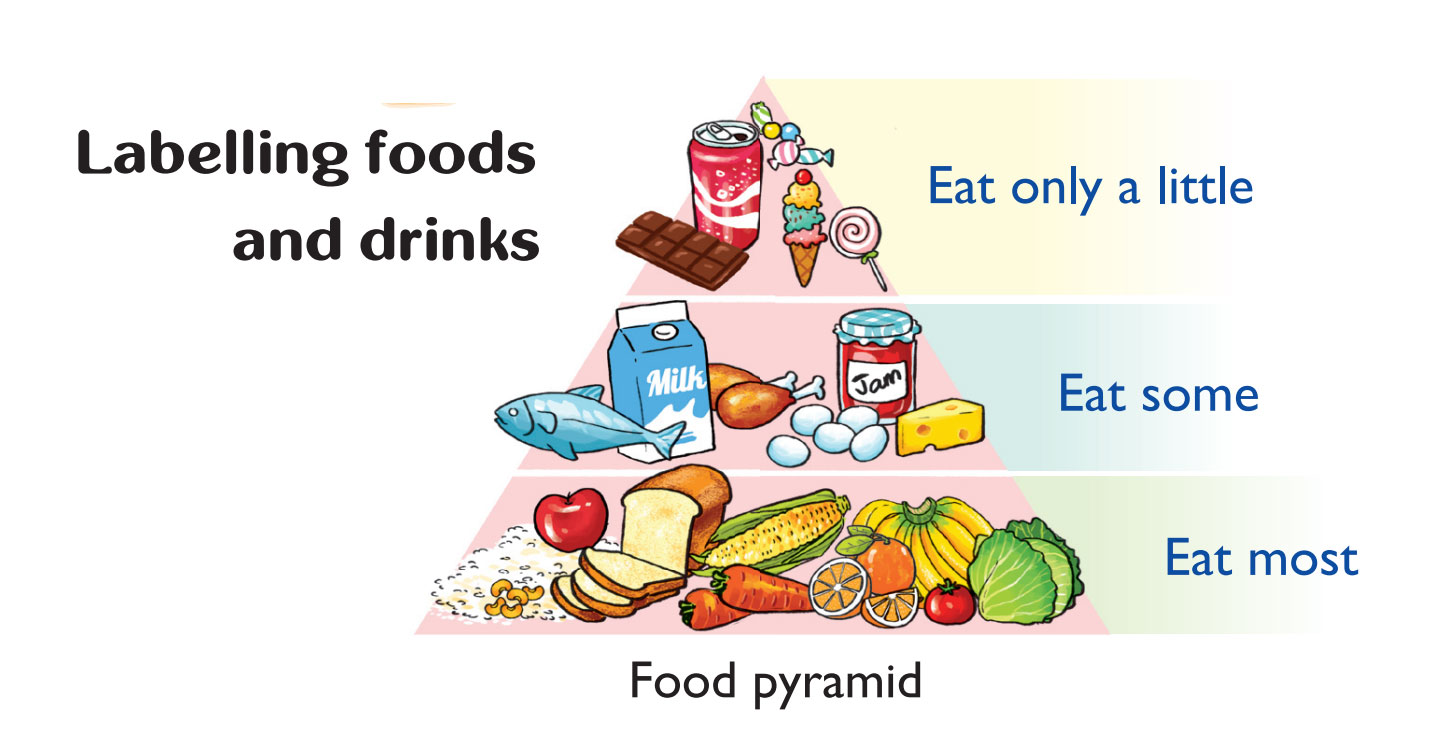 Labelling foods
and drinks
Eat only a little
Milk
Jam
Eat some
Eat most
Food pyramid